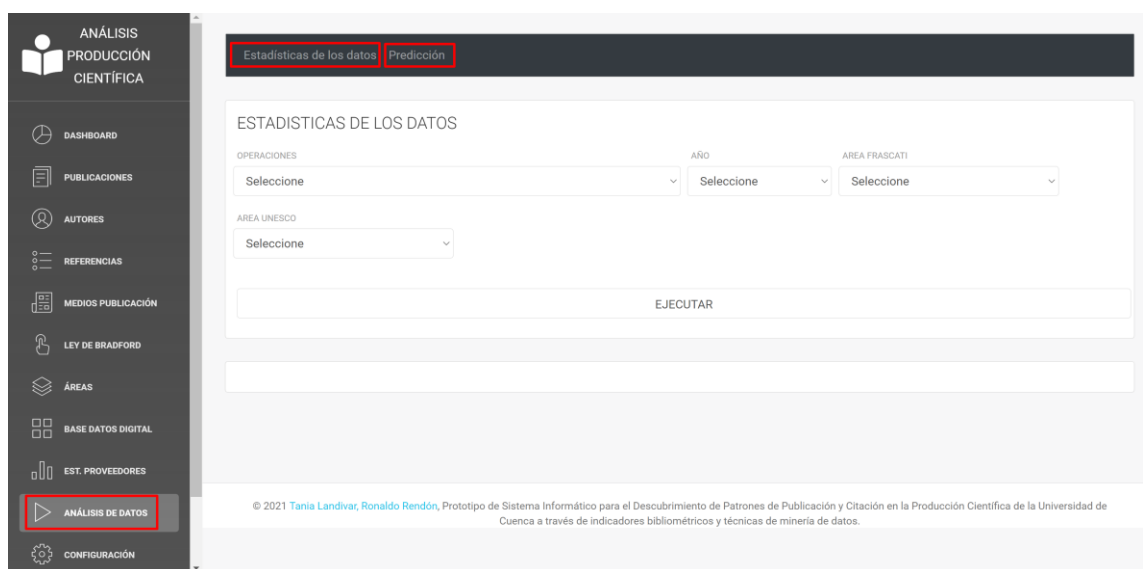 ANÁLISIS
PRODUCCIÓN
CIENTÍFICA
DASHBOARD
PUBLICACIONES
AUTORES
REFERENCIAS
MEDIOS PUBLICACIÓN
LEY DE BRADFORD
ÁREAS
BASE DATOS DIGITAL
EST. PROVEEDORES
ANÁLISIS DE DATOS
CONFIGURACIÓN
Estadísticas de los datos Predicción
ESTADISTICAS DE LOS DATOS
OPERACIONES AÑO AREA FRASCATI
Seleccione Seleccione Seleccione
AREA UNESCO
Seleccione
EJECUTAR
© 2021 Tania Landivar, Ronaldo Rendón, Prototipo de Sistema Informático para el Descubrimiento de Patrones de Publicación y Citación en la Producción Científica de la Universidad de
Cuenca a través de indicadores bibliométricos y técnicas de minería de datos.